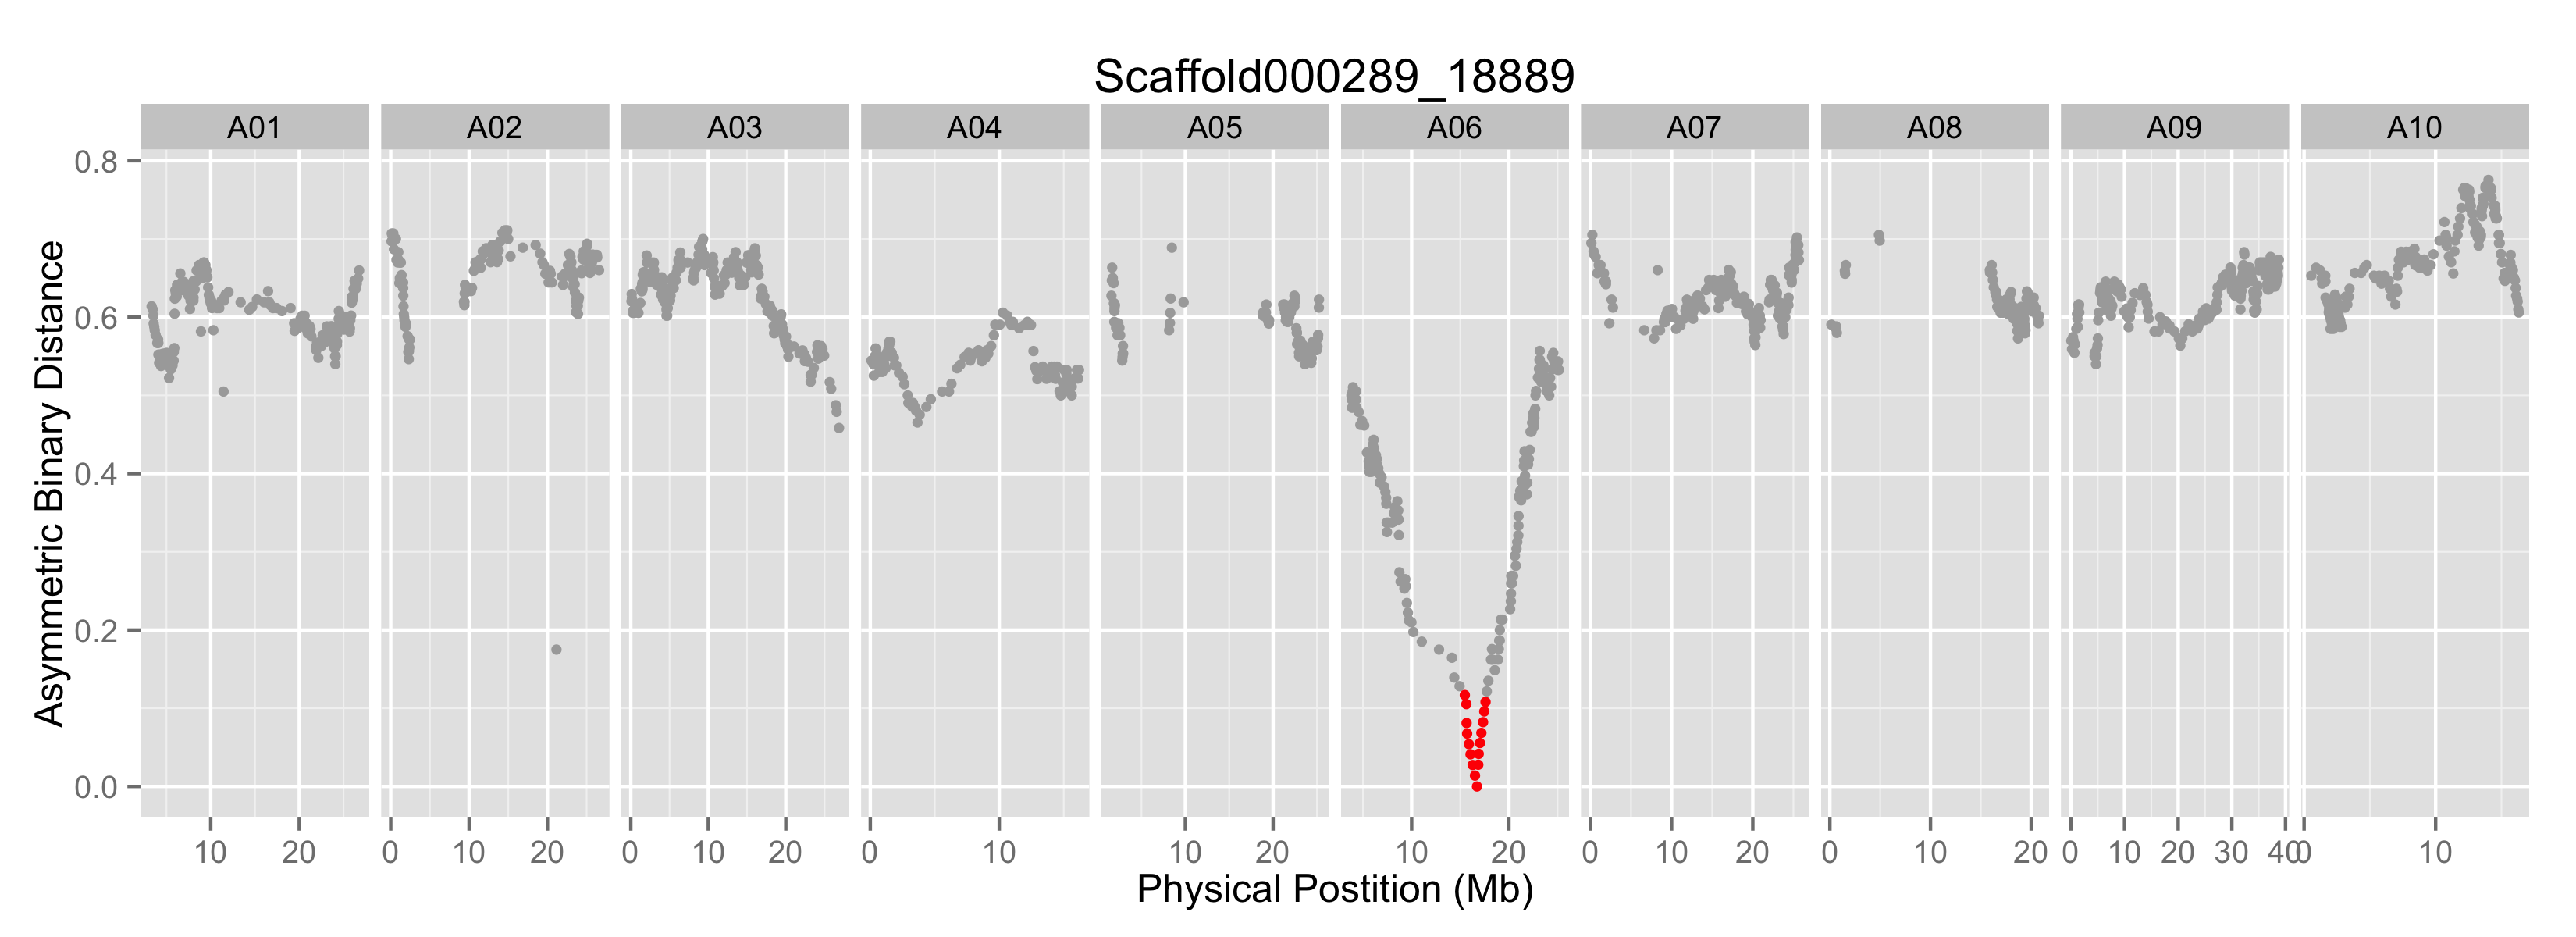 Scaffold000289_18889
A01 A02 A03 A04 A05 A06 A07 A08 A09 A10
0.8
0.6
0.4
0.2
0.0
Asymmetric Binary Distance
10 20 0 10 20 0 10 20 0 10 10 20 10 20 0 10 20 0 10 20 0 10 20 30 40 0 10
Physical Postition (Mb)